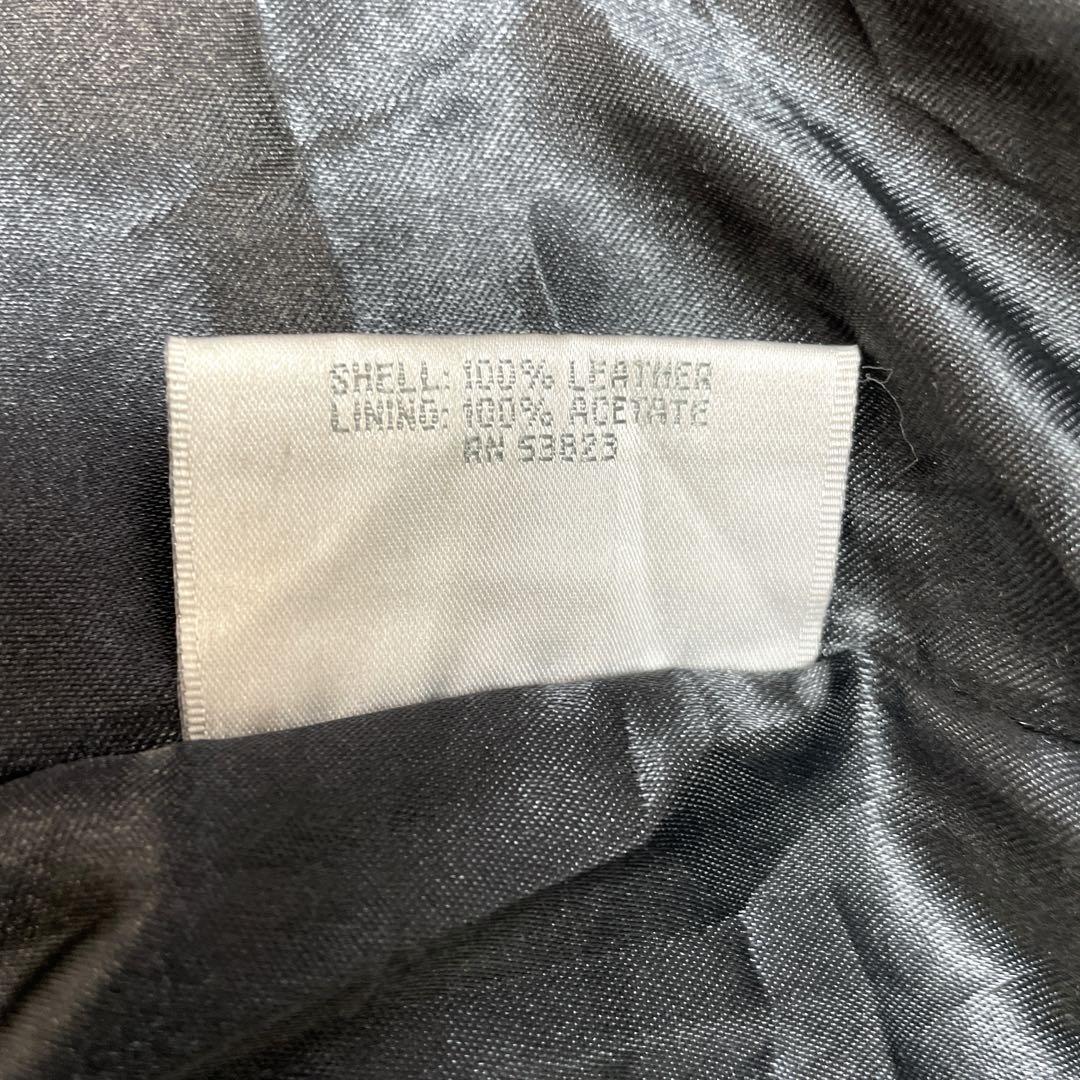 SHELL: 100% LEATHER
LINING: 100% ACETATE
RN 53823